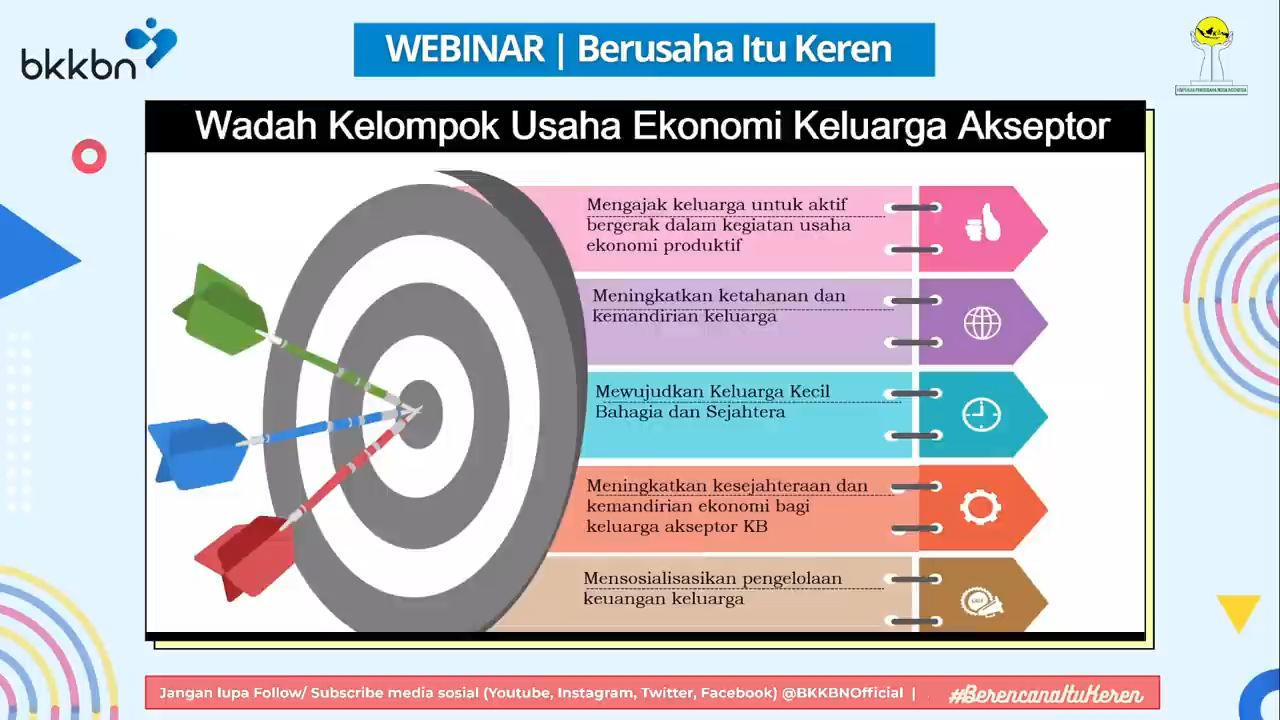 bkkbn
WEBINAR | Berusaha Itu Keren
Wadah Kelompok Usaha Ekonomi Keluarga Akseptor
Mengajak keluarga untuk aktif
bergerak dalam kegiatan usaha
ekonomi produktif
Meningkatkan ketahanan dan
kemandirian keluarga
Mewujudkan Keluarga Kecil
Bahagia dan Sejahtera
Meningkatkan kesejahteraan dan
kemandirian ekonomi bagi
keluarga akseptor KB
Mensosialisasikan pengelolaan
keuangan keluarga
Jangan lupa Follow/ Subscribe media sosial (Youtube, Instagram, Twitter, Facebook) @BKKBNOfficial |
#BerencanaItuKeren